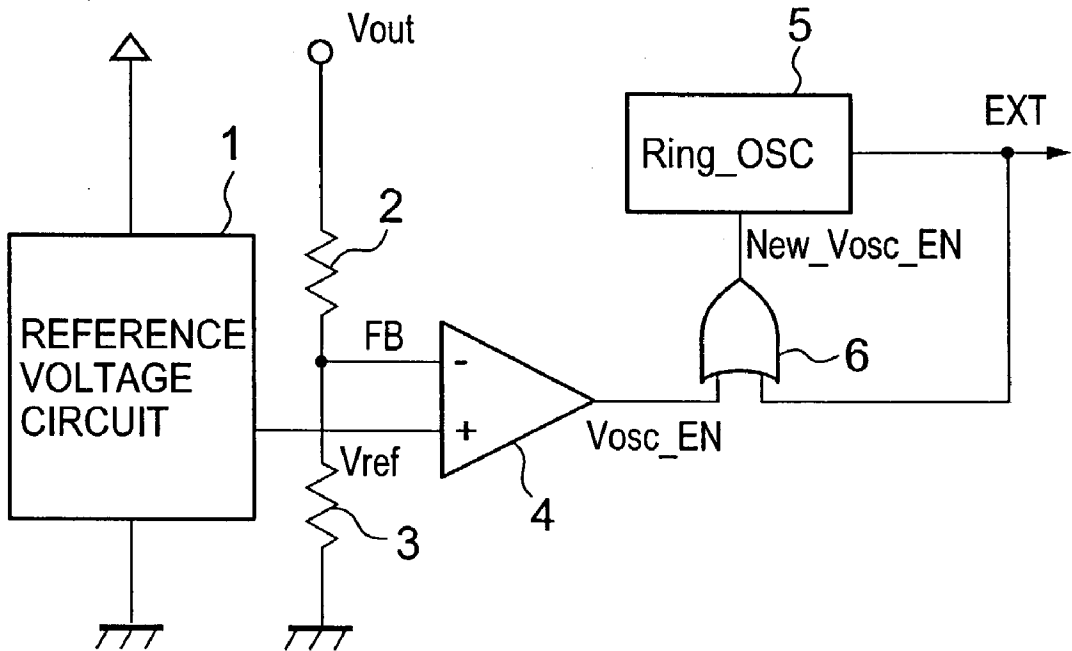 Vout
5
EXT
1
Ring_OSC
2
New_Vosc_EN
REFERENCE
VOLTAGE
CIRCUIT
FB
-
6
+
Vref
Vosc_EN
4
3